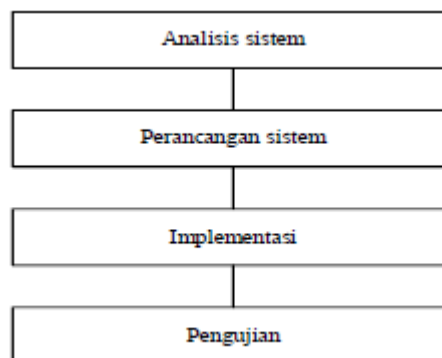 Analisis sistem
Perancangan sistem
Implementasi
Pengujian